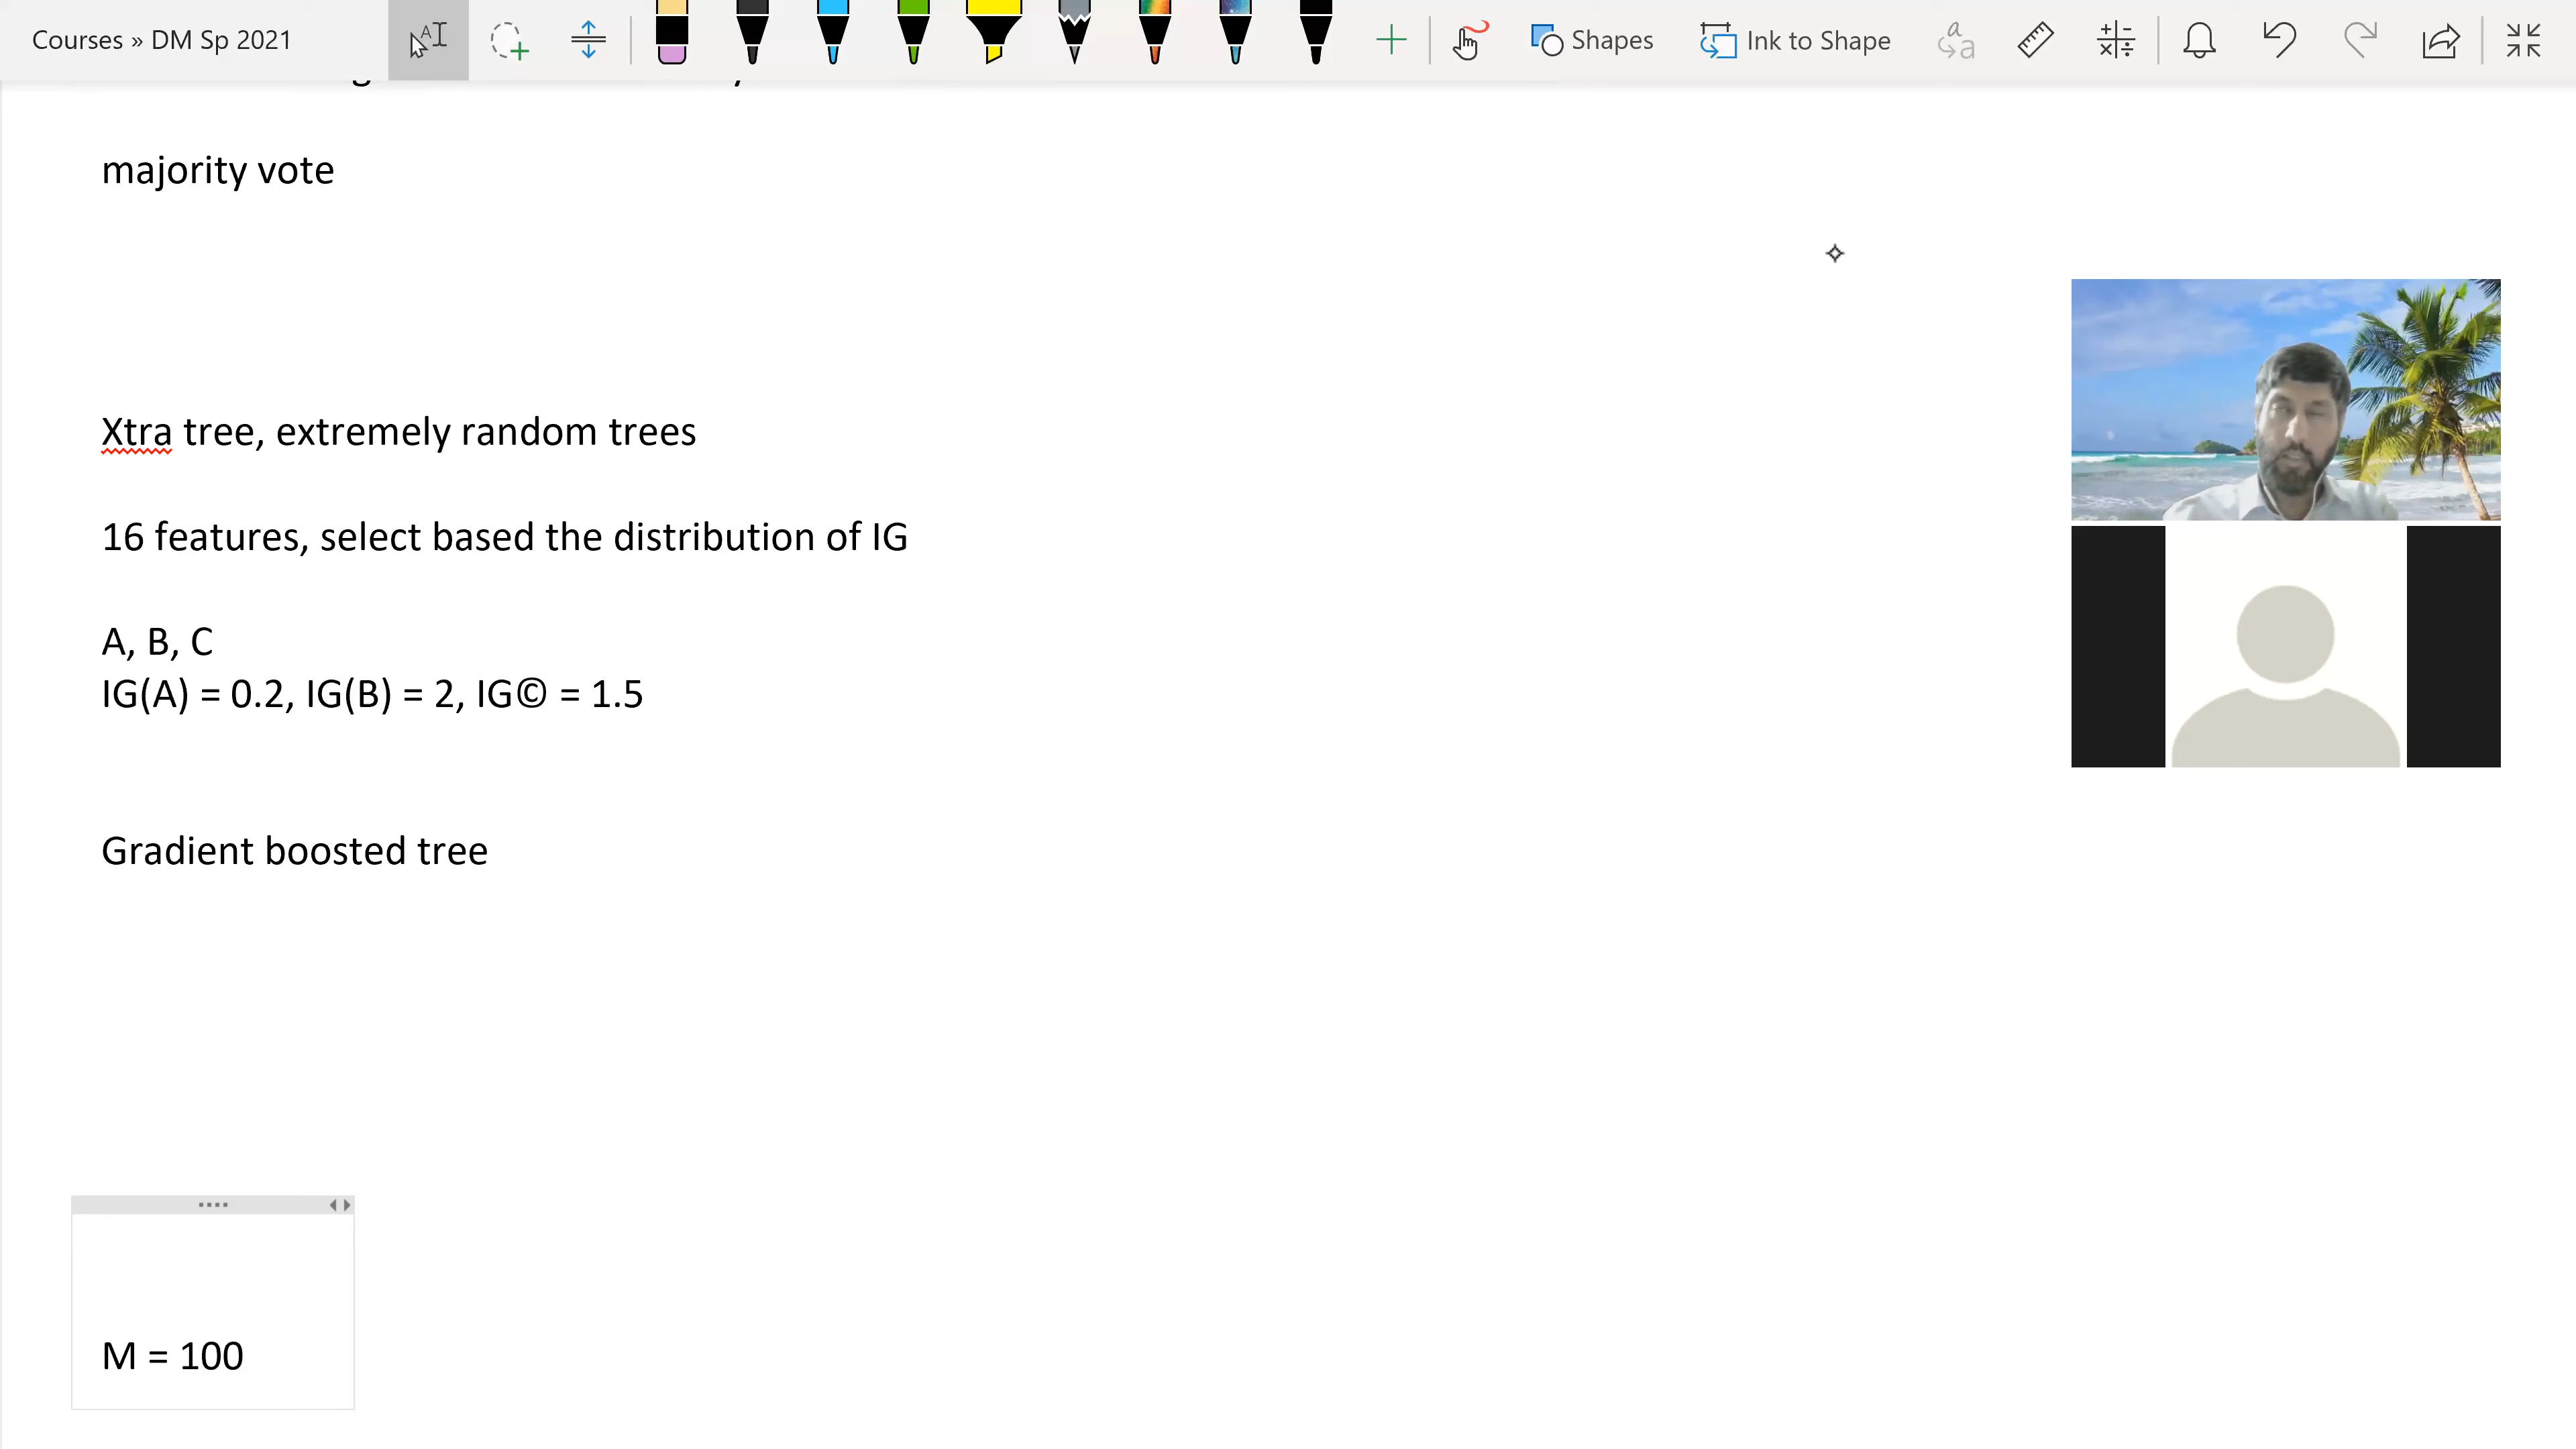 Courses » DM Sp 2021
Shapes
Ink to Shape
majority vote
Xtra tree, extremely random trees
16 features, select based the distribution of IG
A, B, C
IG(A) = 0.2, IG(B) = 2, IG© = 1.5
Gradient boosted tree
M = 100